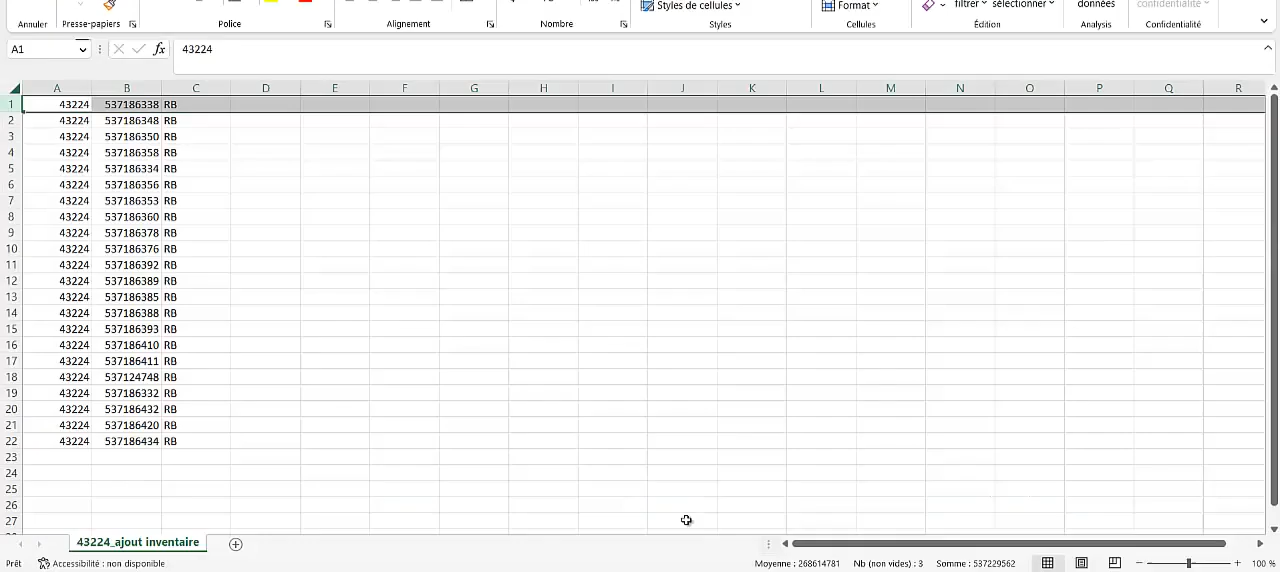 Styles de cellules
Format
filtrer sélectionner données confidentialité
Annuler Presse-papiers Police Alignement Nombre Styles Cellules Édition Analysis Confidentialité
A1 fx 43224
A B C D E F G H I J K L M N O P Q R
1 43224 537186338 RB
2 43224 537186348 RB
3 43224 537186350 RB
4 43224 537186358 RB
5 43224 537186334 RB
6 43224 537186356 RB
7 43224 537186353 RB
8 43224 537186360 RB
9 43224 537186378 RB
10 43224 537186376 RB
11 43224 537186392 RB
12 43224 537186389 RB
13 43224 537186385 RB
14 43224 537186388 RB
15 43224 537186393 RB
16 43224 537186410 RB
17 43224 537186411 RB
18 43224 537124748 RB
19 43224 537186332 RB
20 43224 537186432 RB
21 43224 537186420 RB
22 43224 537186434 RB
23
24
25
26
27
43224_ajout inventaire
Prêt Accessibilité : non disponible Moyenne : 268614781 Nb (non vides) : 3 Somme : 537229562 100 %